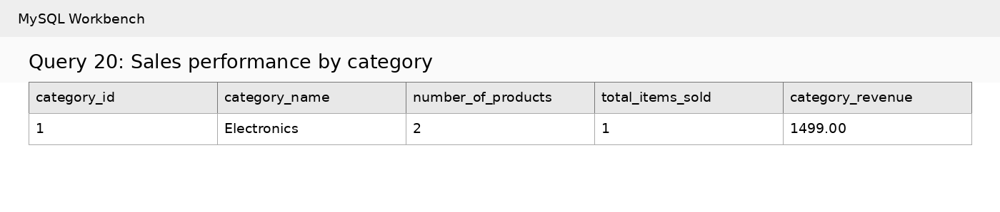 MySQL Workbench
Query 20: Sales performance by category
category_id category_name number_of_products total_items_sold category_revenue
1 Electronics 2 1 1499.00